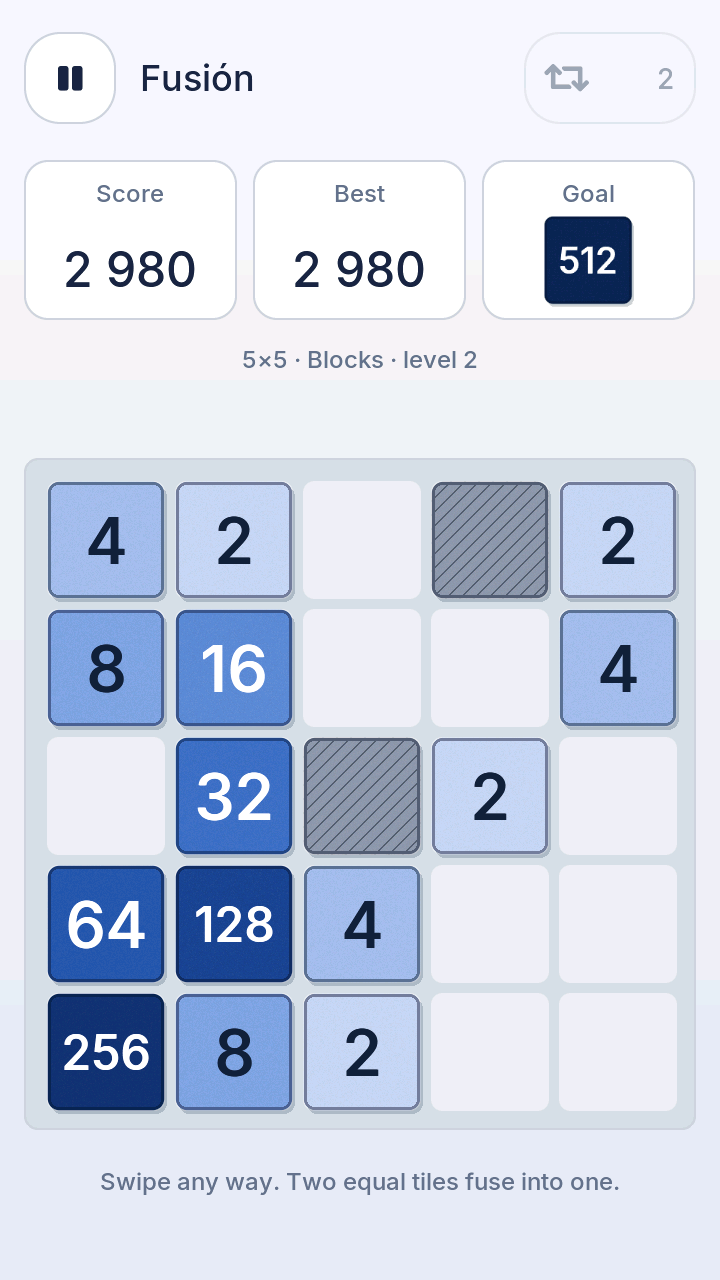 Fusión
2
Score
Best
Goal
2 980
2 980
512
5×5 · Blocks · level 2
4 2 2
8 16 4
32 2
64 128 4
256 8 2
Swipe any way. Two equal tiles fuse into one.